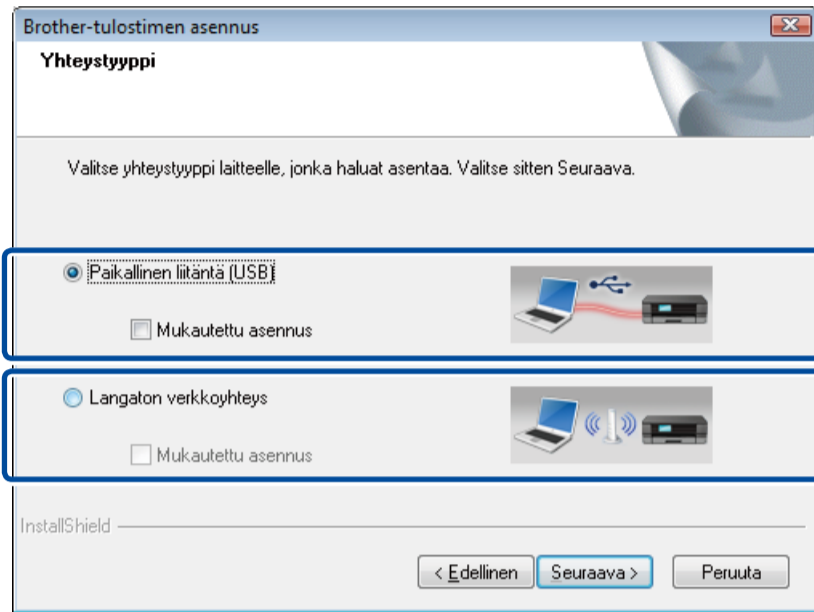 Brother-tulostimen asennus
Yhteystyyppi
Valitse yhteystyyppi laitteelle, jonka haluat asentaa. Valitse sitten Seuraava.
Paikallinen liitäntä (USB)
Mukautettu asennus
Langaton verkkoyhteys
Mukautettu asennus
InstallShield
< Edellinen Seuraava > Peruuta